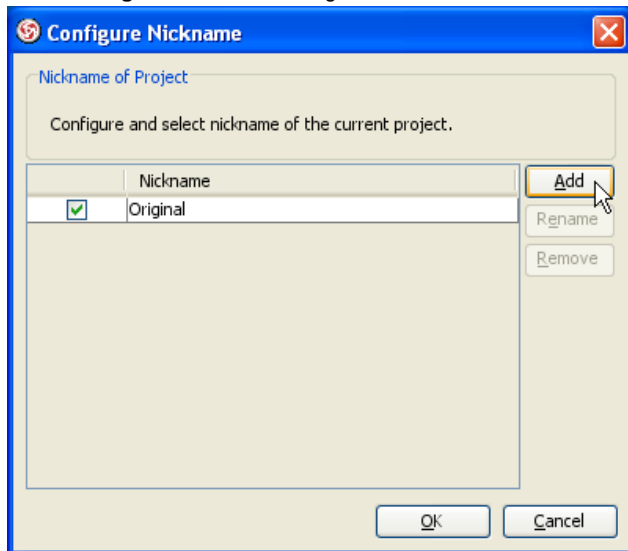 Configure Nickname
Nickname of Project
Configure and select nickname of the current project.
Nickname
Add
Original
Rename
Remove
OK
Cancel